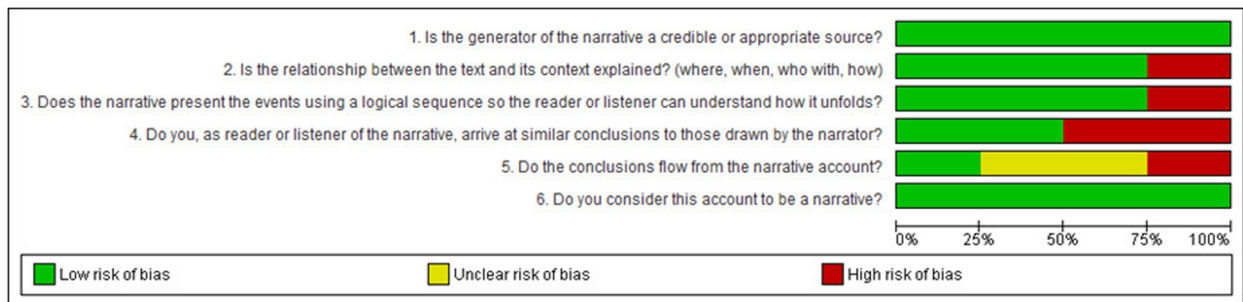 1. Is the generator of the narrative a credible or appropriate source?
2. Is the relationship between the text and its context explained? (where, when, who with, how)
3. Does the narrative present the events using a logical sequence so the reader or listener can understand how it unfolds?
4. Do you, as reader or listener of the narrative, arrive at similar conclusions to those drawn by the narrator?
5. Do the conclusions flow from the narrative account?
6. Do you consider this account to be a narrative?
0% 25% 50% 75% 100%
Low risk of bias Unclear risk of bias High risk of bias